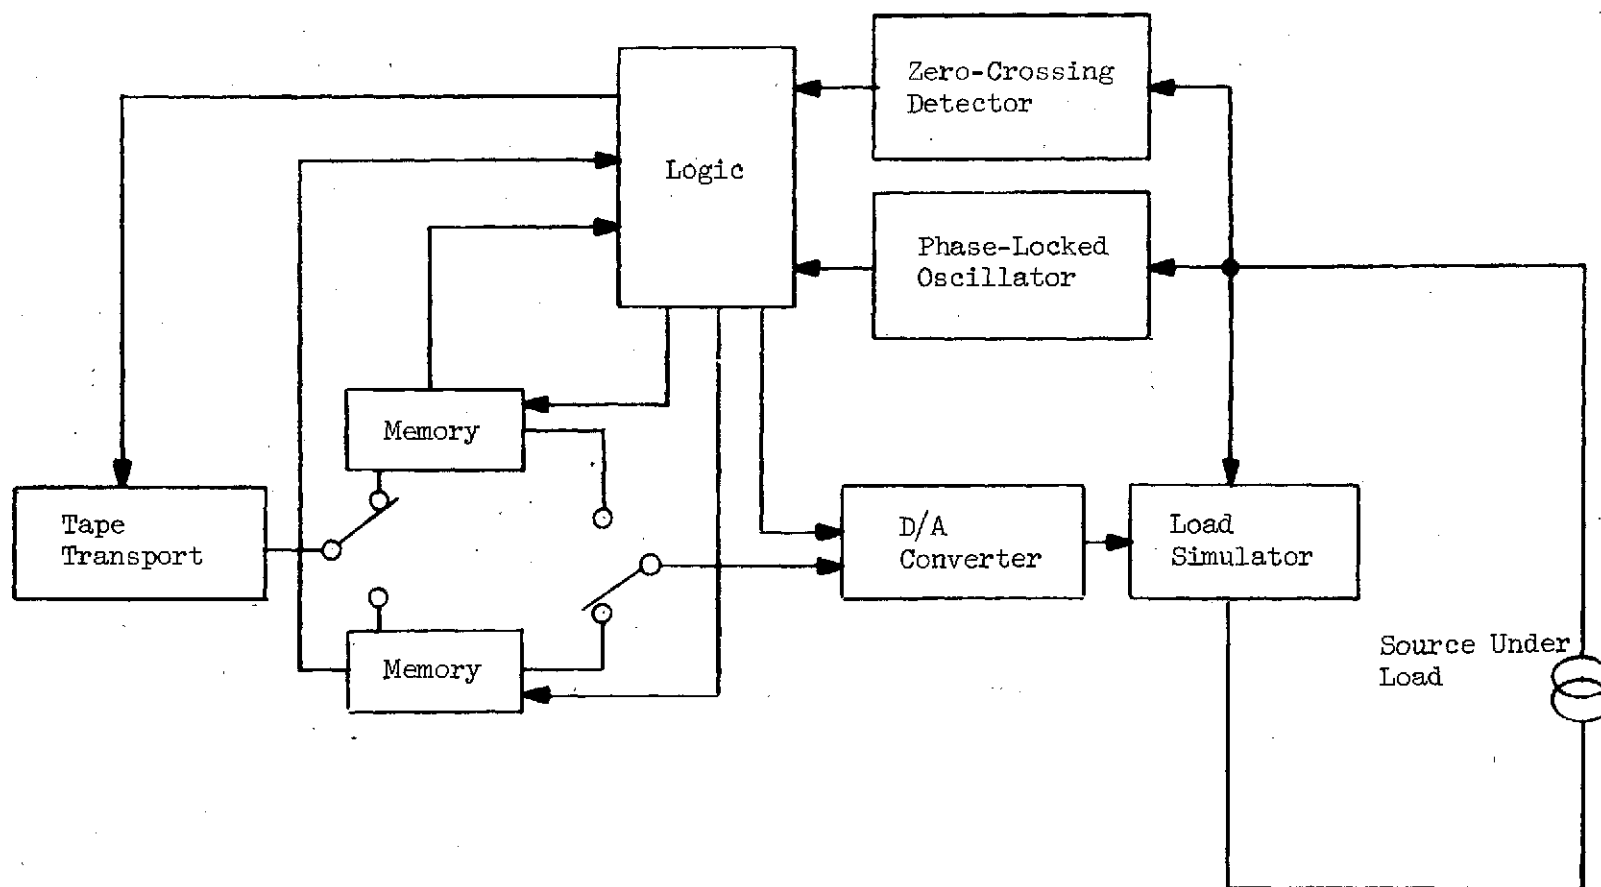 Zero-Crossing
Detector
Logic
Phase-Locked
Oscillator
Memory
Tape
Transport
D/A
Converter
Load
Simulator
Memory
Source Under
Load